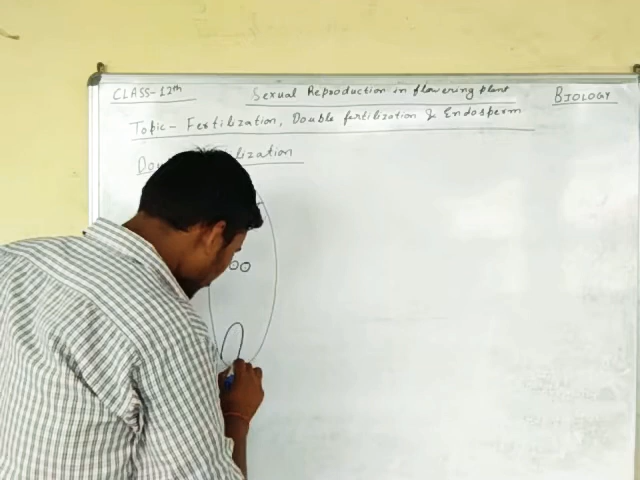 CLASS-12th Sexual Reproduction in flowering plant BIOLOGY
Topic- Fertilization, Double fertilization & Endosperm